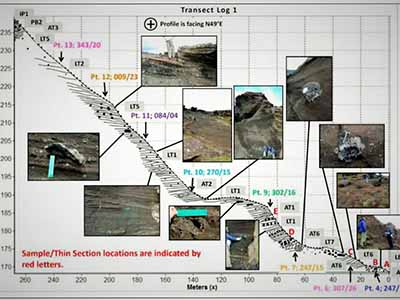 Transect Log 1
Profile is facing N49°E
IP1
PB2
AT3
LT5
Pt. 13; 343/20
LT2
Pt. 12; 009/23
LT5
Pt. 11; 084/04
LT1
Pt. 10; 270/15
AT2
LT1
Pt. 9; 302/16
E
AT1
LT1
D
AT6
LT7
C
LT6
B
A
L8
AT6
Pt. 7; 247/15
Pt. 6; 307/26
Pt. 4; 247/
Sample/Thin Section locations are indicated by
red letters.
235
230
225
220
215
210
205
200
195
190
185
180
175
170
260 240 220 200 180 160 140 120 100 80 60 40 20 0
Meters (x)